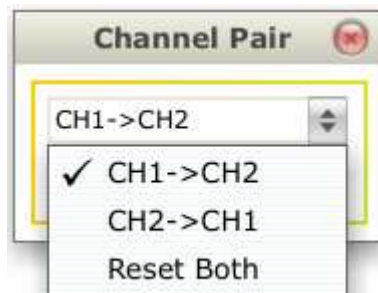 Channel Pair
CH1->CH2
CH1->CH2
CH2->CH1
Reset Both